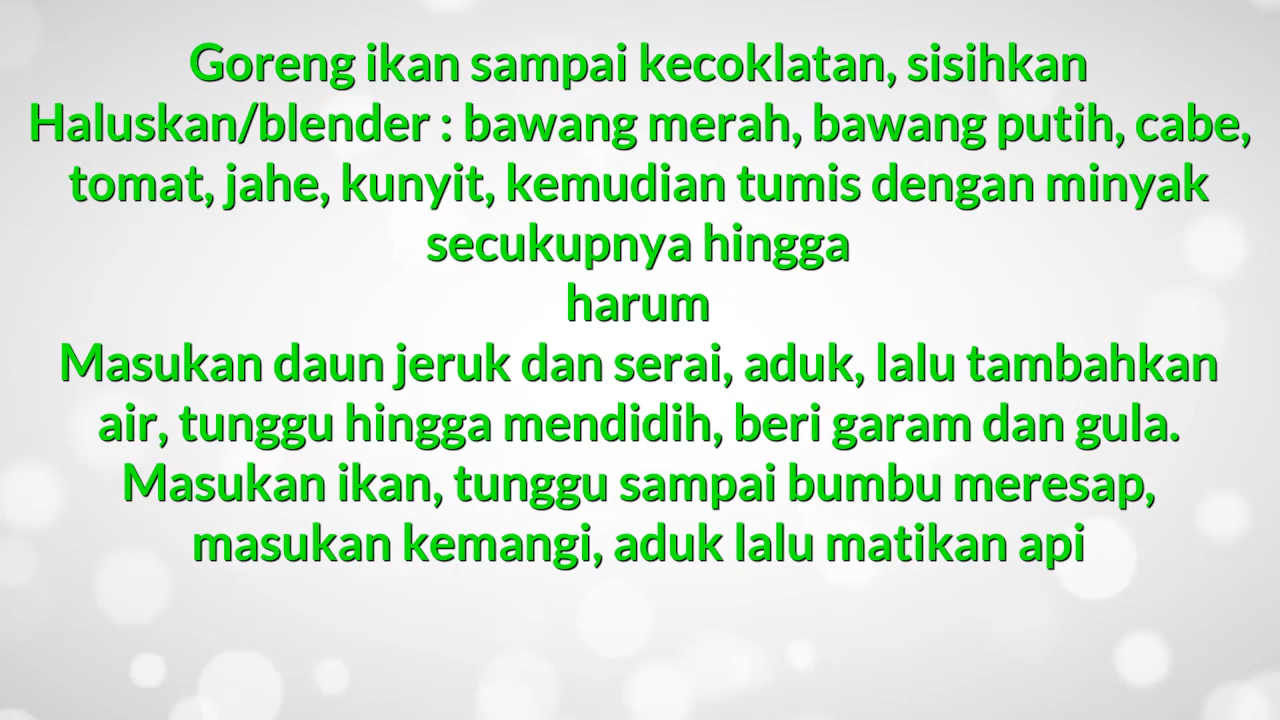 Goreng ikan sampai kecoklatan, sisihkan
Haluskan/blender : bawang merah, bawang putih, cabe,
tomat, jahe, kunyit, kemudian tumis dengan minyak
secukupnya hingga
harum
Masukan daun jeruk dan serai, aduk, lalu tambahkan
air, tunggu hingga mendidih, beri garam dan gula.
Masukan ikan, tunggu sampai bumbu meresap,
masukan kemangi, aduk lalu matikan api